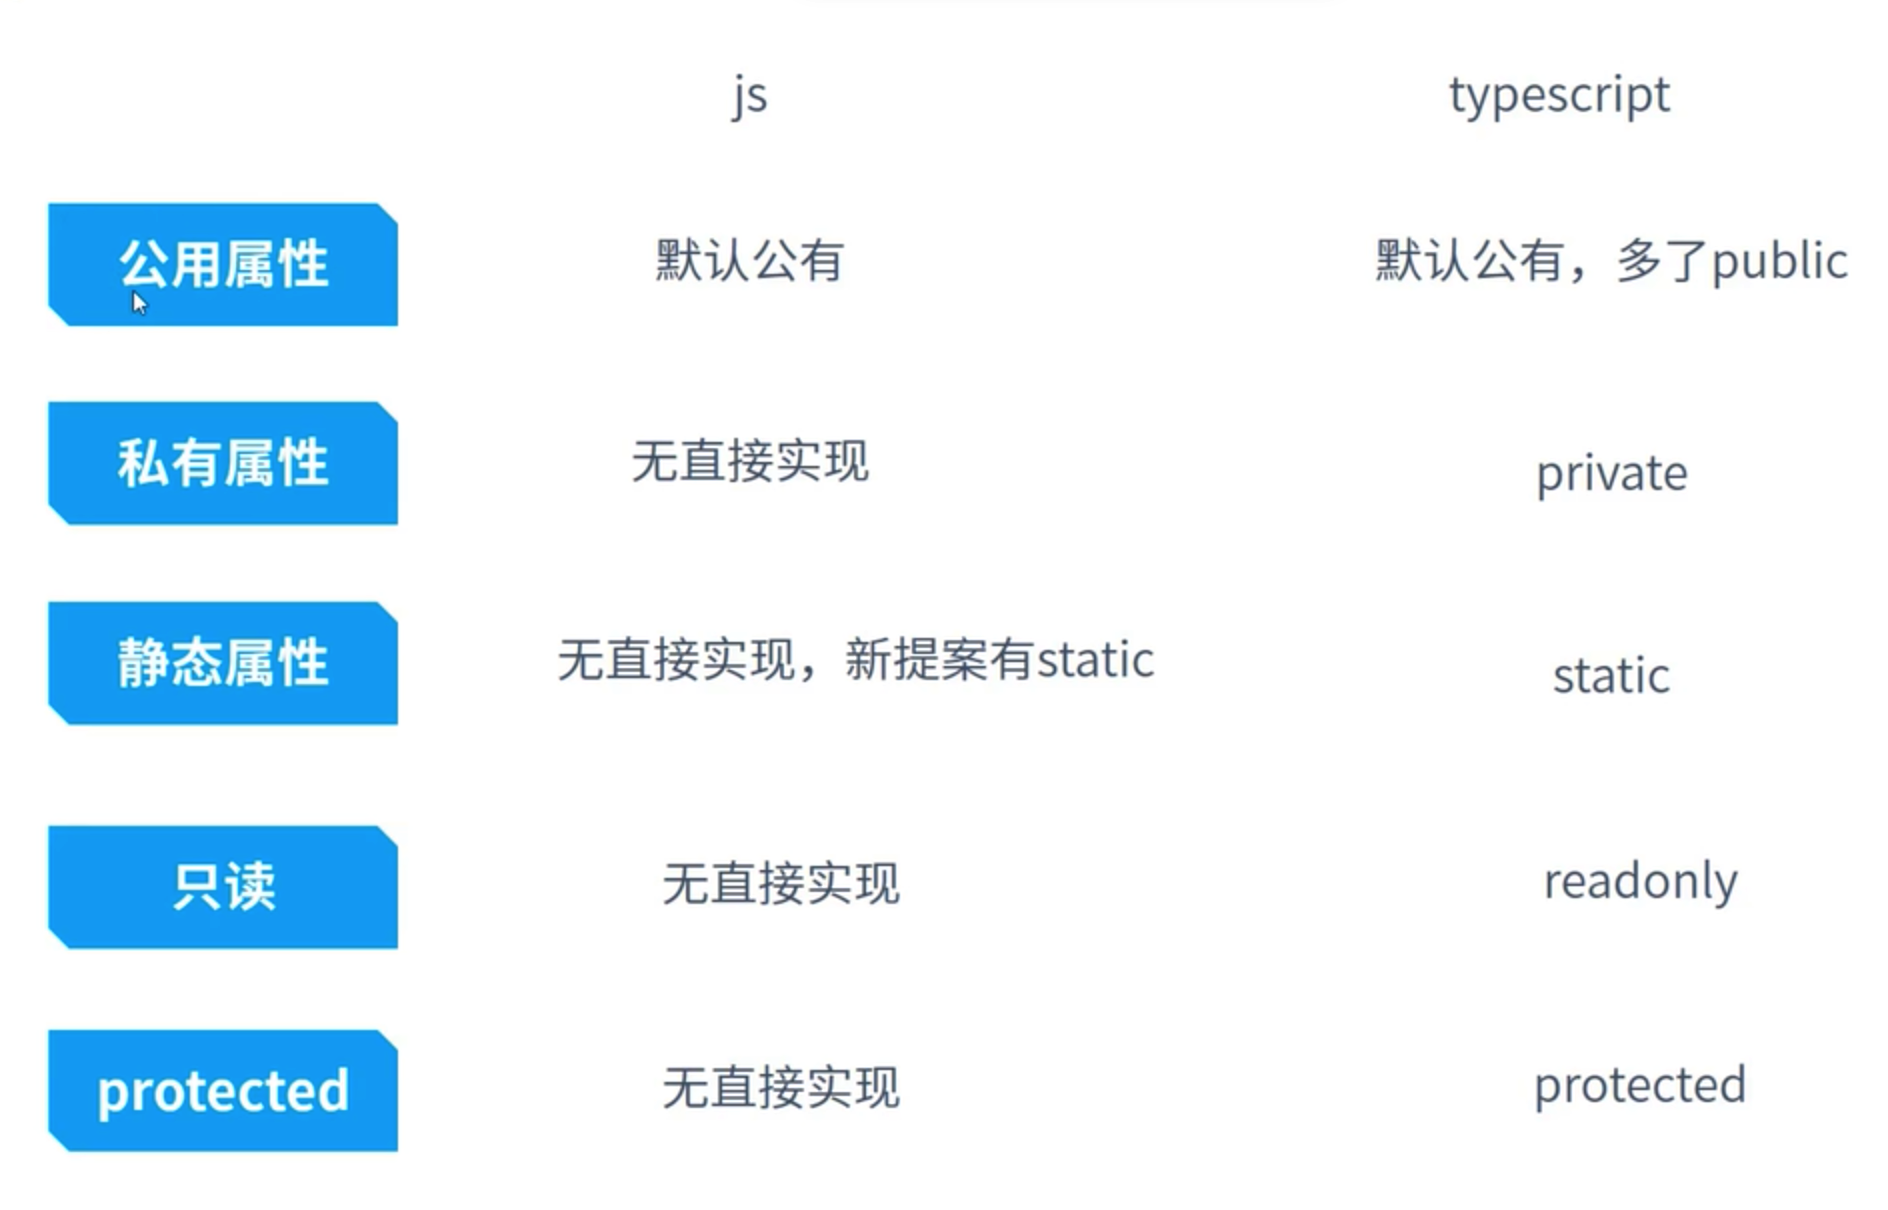 js typescript
公用属性 默认公有 默认公有，多了public
私有属性 无直接实现 private
静态属性 无直接实现，新提案有static static
只读 无直接实现 readonly
protected 无直接实现 protected